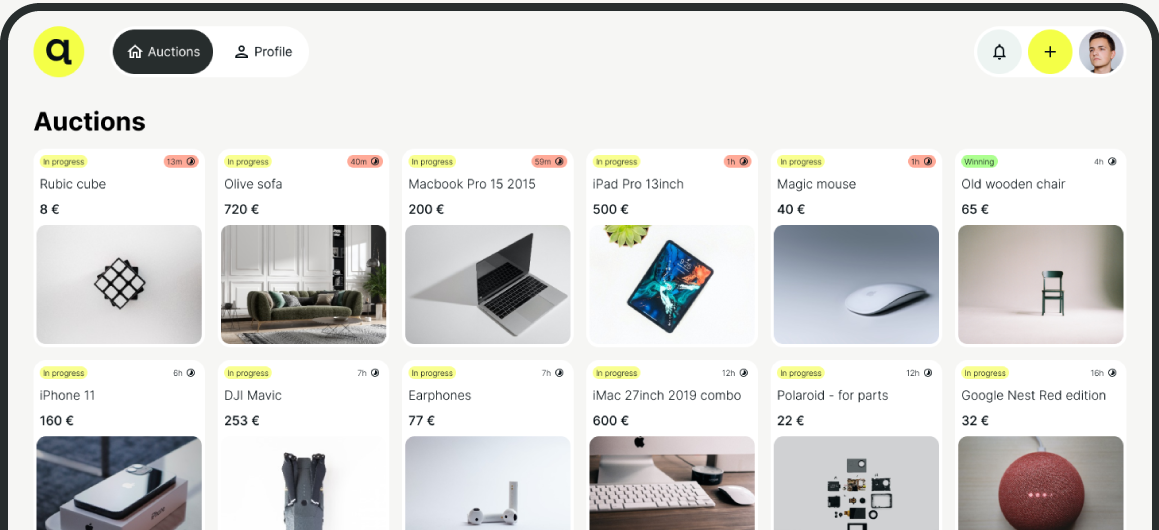 q
Auctions
Profile
Auctions
In progress 13m
Rubic cube
8 €
In progress 40m
Olive sofa
720 €
In progress 59m
Macbook Pro 15 2015
200 €
In progress 1h
iPad Pro 13inch
500 €
In progress 1h
Magic mouse
40 €
Winning 4h
Old wooden chair
65 €
In progress 6h
iPhone 11
160 €
In progress 7h
DJI Mavic
253 €
In progress 7h
Earphones
77 €
In progress 12h
iMac 27inch 2019 combo
600 €
In progress 12h
Polaroid - for parts
22 €
In progress 16h
Google Nest Red edition
32 €